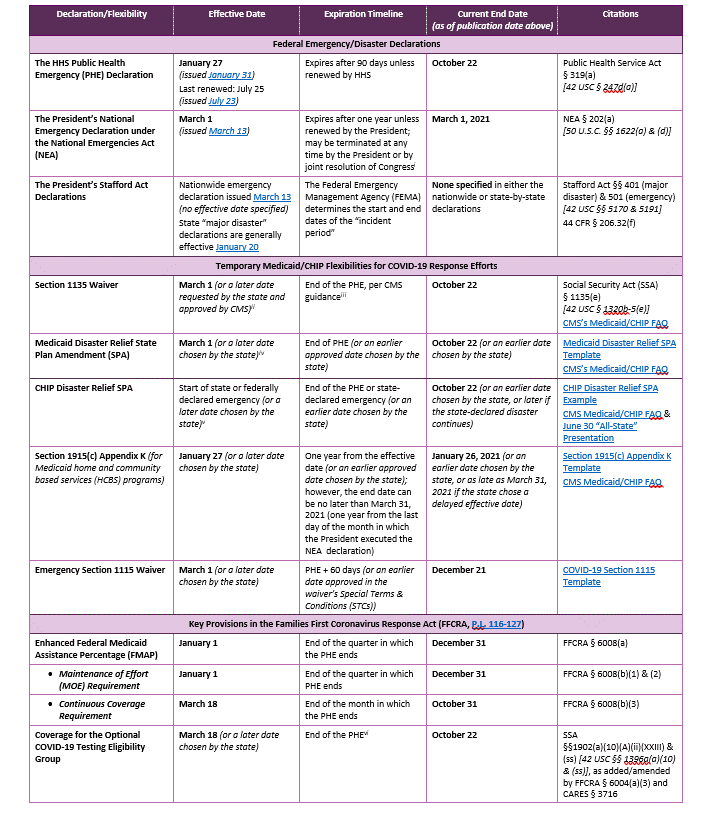 Declaration/Flexibility
Effective Date
Expiration Timeline
Current End Date
(as of publication date above)
Citations
Federal Emergency/Disaster Declarations
The HHS Public Health
Emergency (PHE) Declaration
January 27
(issued January 31)
Last renewed: July 25
(issued July 23)
Expires after 90 days unless
renewed by HHS
October 22
Public Health Service Act
§ 319(a)
[42 USC § 247d(a)]
The President's National
Emergency Declaration under
the National Emergencies Act
(NEA)
March 1
(issued March 13)
Expires after one year unless
renewed by the President;
may be terminated at any
time by the President or by
joint resolution of Congressi
March 1, 2021
NEA § 202(a)
[50 U.S.C. §§ 1622(a) & (d)]
The President's Stafford Act
Declarations
Nationwide emergency
declaration issued March 13
(no effective date specified)
State "major disaster"
declarations are generally
effective January 20
The Federal Emergency
Management Agency (FEMA)
determines the start and end
dates of the "incident
period"
None specified in either the
nationwide or state-by-state
declarations
Stafford Act §§ 401 (major
disaster) & 501 (emergency)
[42 USC §§ 5170 & 5191]
44 CFR § 206.32(f)
Temporary Medicaid/CHIP Flexibilities for COVID-19 Response Efforts
Section 1135 Waiver
March 1 (or a later date
requested by the state and
approved by CMS)ii
End of the PHE, per CMS
guidanceiii
October 22
Social Security Act (SSA)
§ 1135(e)
[42 USC § 1320b-5(e)]
CMS's Medicaid/CHIP FAQ
Medicaid Disaster Relief State
Plan Amendment (SPA)
March 1 (or a later date
chosen by the state)iv
End of PHE (or an earlier
approved date chosen by the
state)
October 22 (or an earlier date
chosen by the state)
Medicaid Disaster Relief SPA
Template
CMS's Medicaid/CHIP FAQ
CHIP Disaster Relief SPA
Start of state or federally
declared emergency (or a
later date chosen by the
state)v
End of the PHE or state-
declared emergency (or an
earlier date chosen by the
state)
October 22 (or an earlier date
chosen by the state, or later if
the state-declared disaster
continues)
CHIP Disaster Relief SPA
Example
CMS Medicaid/CHIP FAQ &
June 30 "All-State"
Presentation
Section 1915(c) Appendix K (for
Medicaid home and community
based services (HCBS) programs)
January 27 (or a later date
chosen by the state)
One year from the effective
date (or an earlier approved
date chosen by the state);
however, the end date can
be no later than March 31,
2021 (one year from the last
day of the month in which
the President executed the
NEA declaration)
January 26, 2021 (or an
earlier date chosen by the
state, or as late as March 31,
2021 if the state chose a
delayed effective date)
Section 1915(c) Appendix K
Template
CMS Medicaid/CHIP FAQ
Emergency Section 1115 Waiver
March 1 (or a later date
chosen by the state)
PHE + 60 days (or an earlier
date approved in the
waiver's Special Terms &
Conditions (STCs))
December 21
COVID-19 Section 1115
Template
Key Provisions in the Families First Coronavirus Response Act (FFCRA, P.L. 116-127)
Enhanced Federal Medicaid
Assistance Percentage (FMAP)
January 1
End of the quarter in which
the PHE ends
December 31
FFCRA § 6008(a)
• Maintenance of Effort
(MOE) Requirement
January 1
End of the quarter in which
PHE ends
December 31
FFCRA § 6008(b)(1) & (2)
• Continuous Coverage
Requirement
March 18
End of the month in which
the PHE ends
October 31
FFCRA § 6008(b)(3)
Coverage for the Optional
COVID-19 Testing Eligibility
Group
March 18 (or a later date
chosen by the state)
End of the PHEvi
October 22
SSA
§§1902(a)(10)(A)(ii)(XXIII) &
(ss) [42 USC §§ 1396a(a)(10)
& (ss)], as added/amended
by FFCRA § 6004(a)(3) and
CARES § 3716